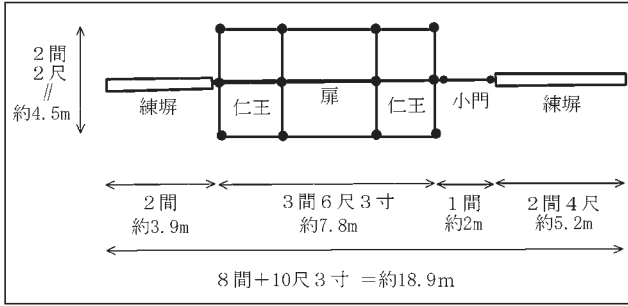 ２間
２尺
〃
約4.5m
練塀
仁王
扉
仁王
小門
練塀
２間
約3.9m
３間６尺３寸
約7.8m
１間
約2m
２間４尺
約5.2m
８間＋10尺３寸 ＝約18.9m